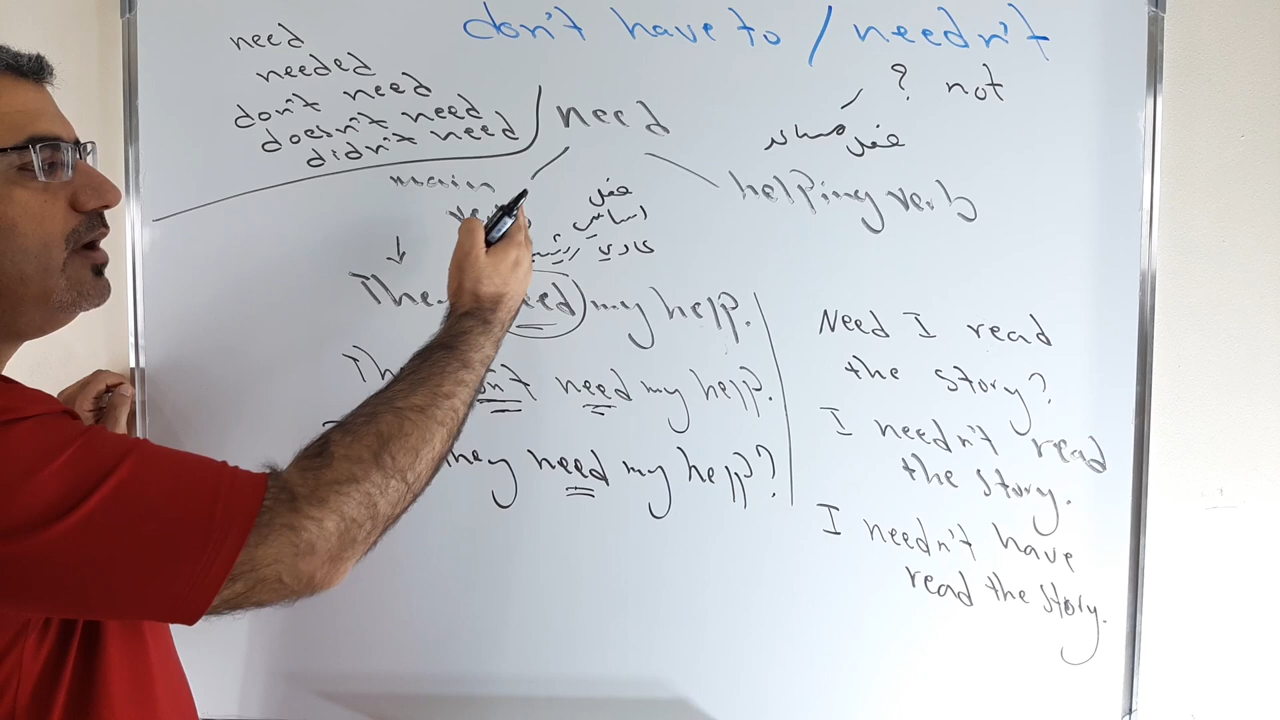 don't have to / needn't
need
needed
don't need
doesn't need
didn't need
need
? not
فعل مساعد
main
فعل
اساسي
عادي
helping verb
my help.
need my help.
need my help?
Need I read
the story?
I needn't read
the story.
I needn't have
read the story.